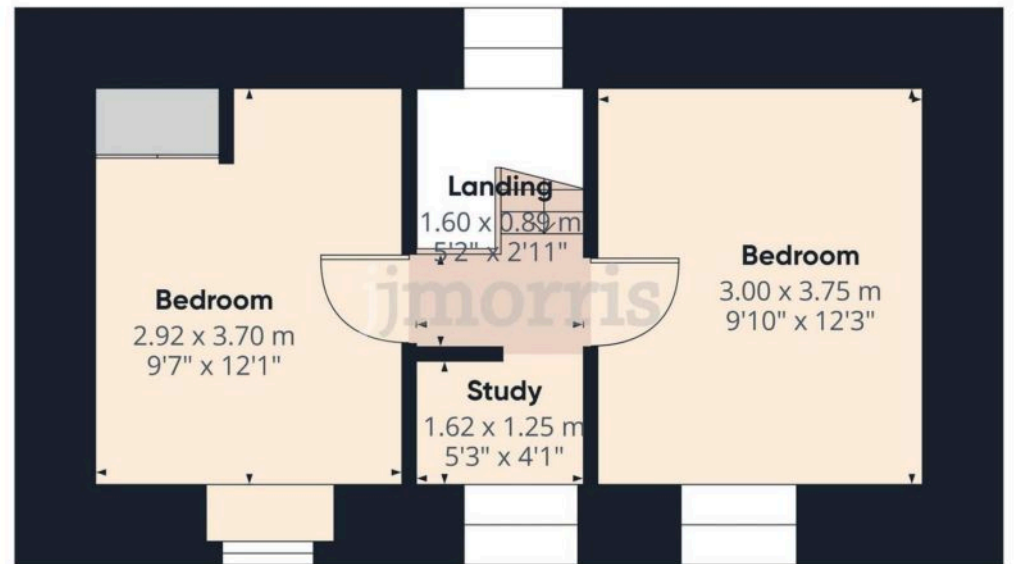 Landing
1.60 x 0.89 m
5'2" x 2'11"
Bedroom
2.92 x 3.70 m
9'7" x 12'1"
Bedroom
3.00 x 3.75 m
9'10" x 12'3"
jjmorris
Study
1.62 x 1.25 m
5'3" x 4'1"